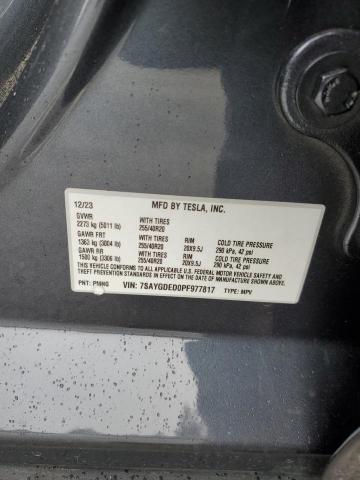 12/23 MFD BY TESLA, INC.
GVWR WITH TIRES
2273 kg (5011 lb) 255/40R20
GAWR FRT WITH TIRES RIM COLD TIRE PRESSURE
1363 kg (3004 lb) 255/40R20 20X9.5J 290 kPa, 42 psi
GAWR RR WITH TIRES RIM COLD TIRE PRESSURE
1500 kg (3306 lb) 255/40R20 20X9.5J 290 kPa, 42 psi
THIS VEHICLE CONFORMS TO ALL APPLICABLE U.S. FEDERAL MOTOR VEHICLE SAFETY
AND THEFT PREVENTION STANDARDS IN EFFECT ON THE DATE OF MANUFACTURE SHOWN ABOVE.
PNT: PMNG VIN: 7SAYGDED0PF977817 TYPE: MPV